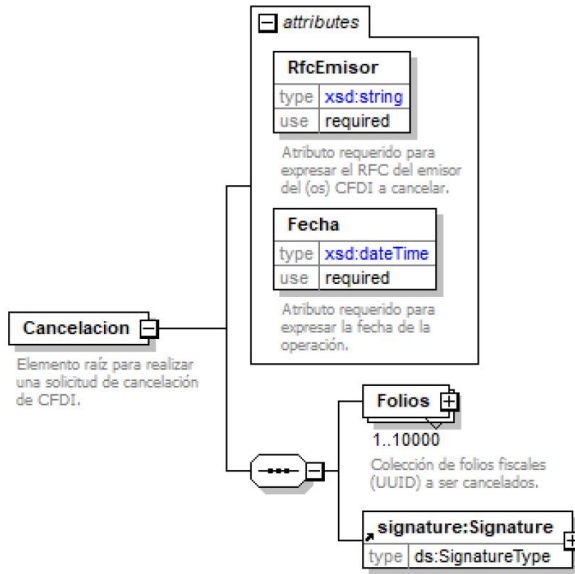 attributes
RfcEmisor
type xsd:string
use required
Atributo requerido para
expresar el RFC del emisor
del (os) CFDI a cancelar.
Fecha
type xsd:dateTime
use required
Atributo requerido para
expresar la fecha de la
operación.
Cancelacion
Elemento raíz para realizar
una solicitud de cancelación
de CFDI.
Folios
1..10000
Colección de folios fiscales
(UUID) a ser cancelados.
signature:Signature
type ds:SignatureType